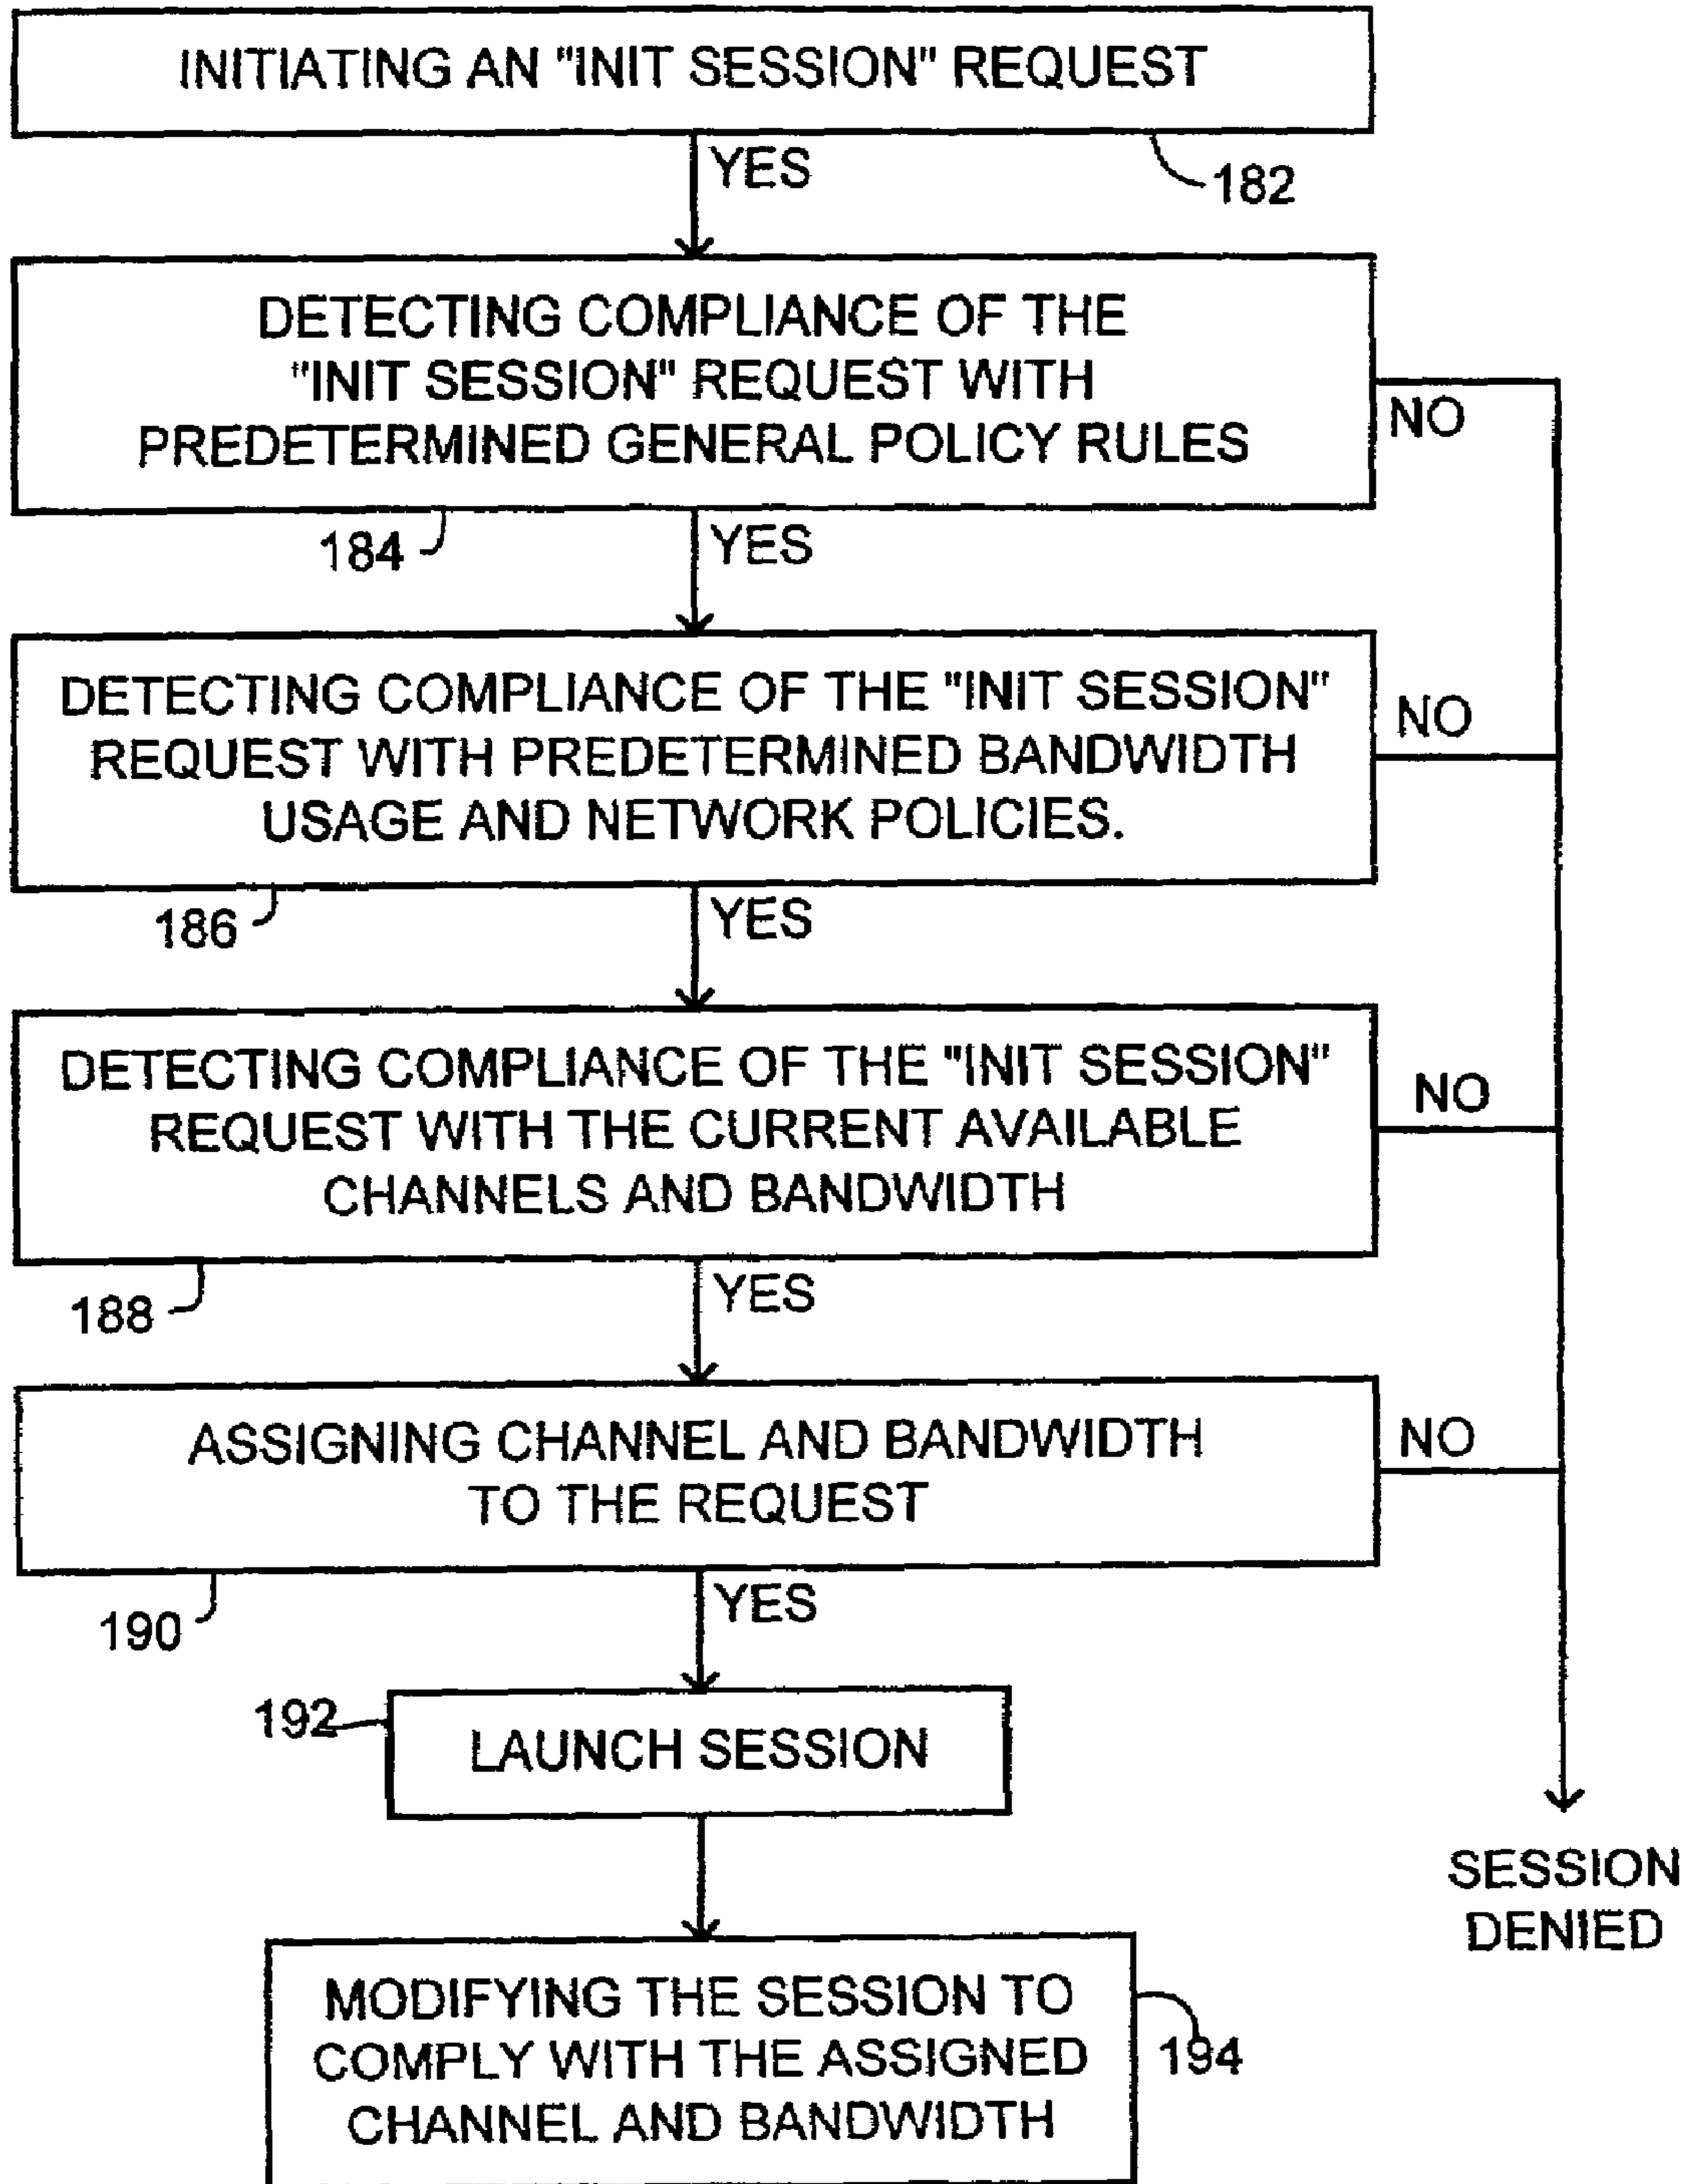 INITIATING AN "INIT SESSION" REQUEST
YES
182
DETECTING COMPLIANCE OF THE
"INIT SESSION" REQUEST WITH
PREDETERMINED GENERAL POLICY RULES
NO
184
YES
DETECTING COMPLIANCE OF THE "INIT SESSION"
REQUEST WITH PREDETERMINED BANDWIDTH
USAGE AND NETWORK POLICIES.
NO
186
YES
DETECTING COMPLIANCE OF THE "INIT SESSION"
REQUEST WITH THE CURRENT AVAILABLE
CHANNELS AND BANDWIDTH
NO
188
YES
ASSIGNING CHANNEL AND BANDWIDTH
TO THE REQUEST
NO
190
YES
192
LAUNCH SESSION
SESSION
DENIED
MODIFYING THE SESSION TO
COMPLY WITH THE ASSIGNED
CHANNEL AND BANDWIDTH
194